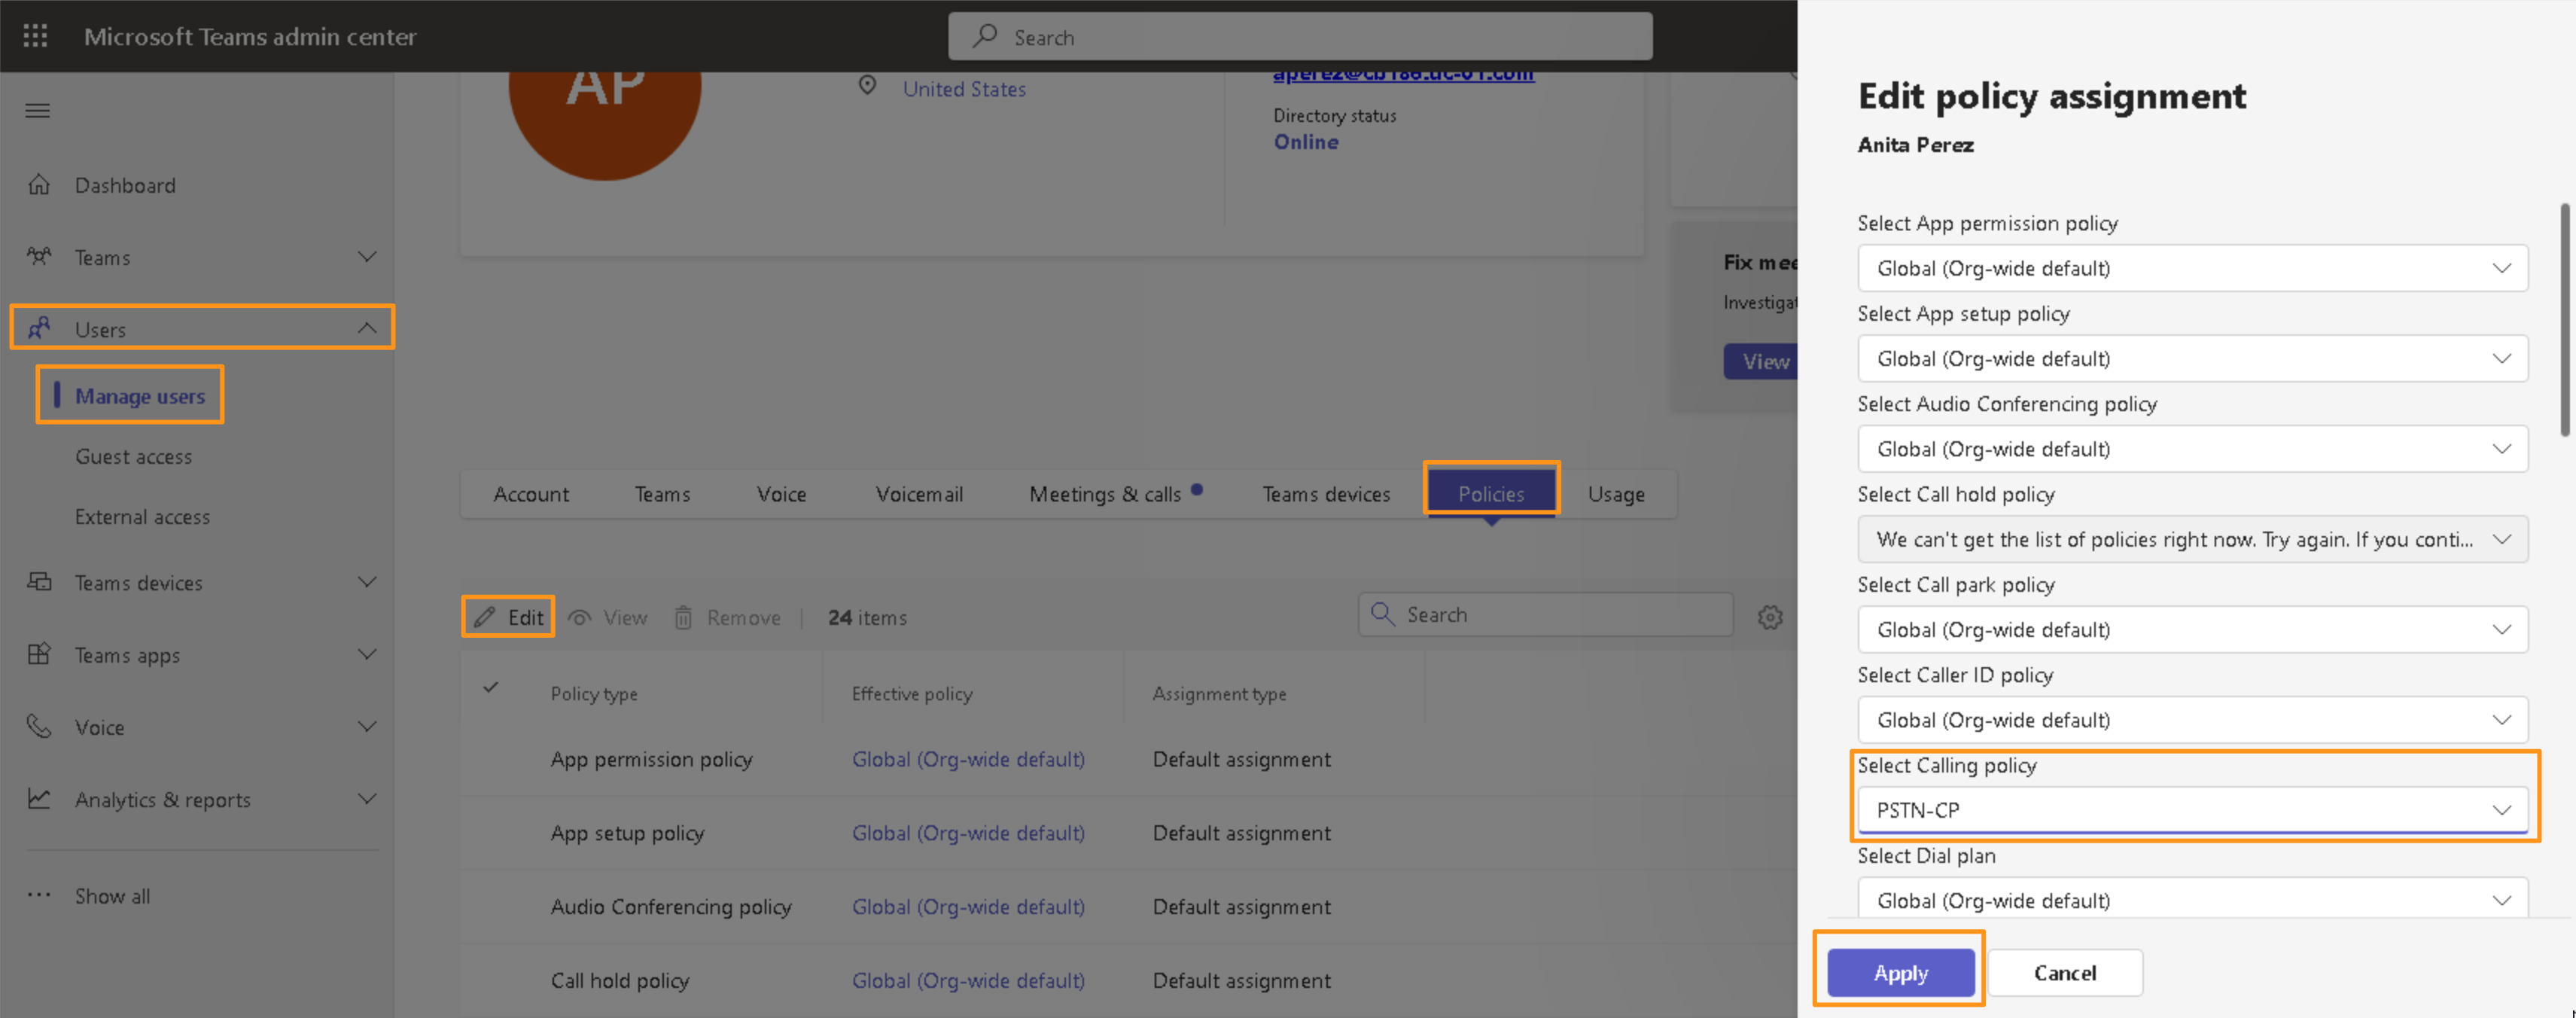 Microsoft Teams admin center
Search
AP
United States
aperez@cb180.uc-01.com
Directory status
Online
Dashboard
Teams
Users
Manage users
Guest access
External access
Teams devices
Teams apps
Voice
Analytics & reports
Show all
Fix mee
Investigat
View
Account Teams Voice Voicemail Meetings & calls Teams devices Policies Usage
Edit View Remove 24 items Search
Policy type Effective policy Assignment type
App permission policy Global (Org-wide default) Default assignment
App setup policy Global (Org-wide default) Default assignment
Audio Conferencing policy Global (Org-wide default) Default assignment
Call hold policy Global (Org-wide default) Default assignment
Edit policy assignment
Anita Perez
Select App permission policy
Global (Org-wide default)
Select App setup policy
Global (Org-wide default)
Select Audio Conferencing policy
Global (Org-wide default)
Select Call hold policy
We can't get the list of policies right now. Try again. If you conti...
Select Call park policy
Global (Org-wide default)
Select Caller ID policy
Global (Org-wide default)
Select Calling policy
PSTN-CP
Select Dial plan
Global (Org-wide default)
Apply Cancel